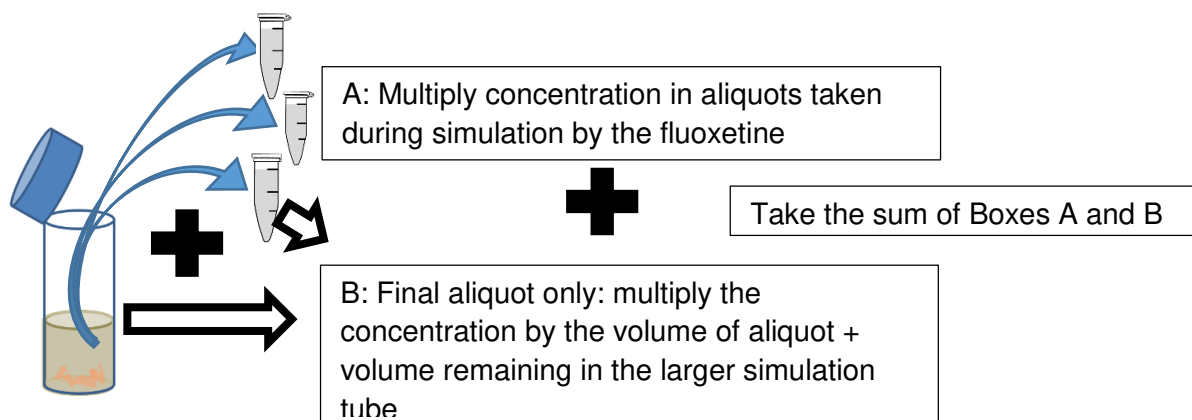 A: Multiply concentration in aliquots taken
during simulation by the fluoxetine
Take the sum of Boxes A and B
B: Final aliquot only: multiply the
concentration by the volume of aliquot +
volume remaining in the larger simulation
tube